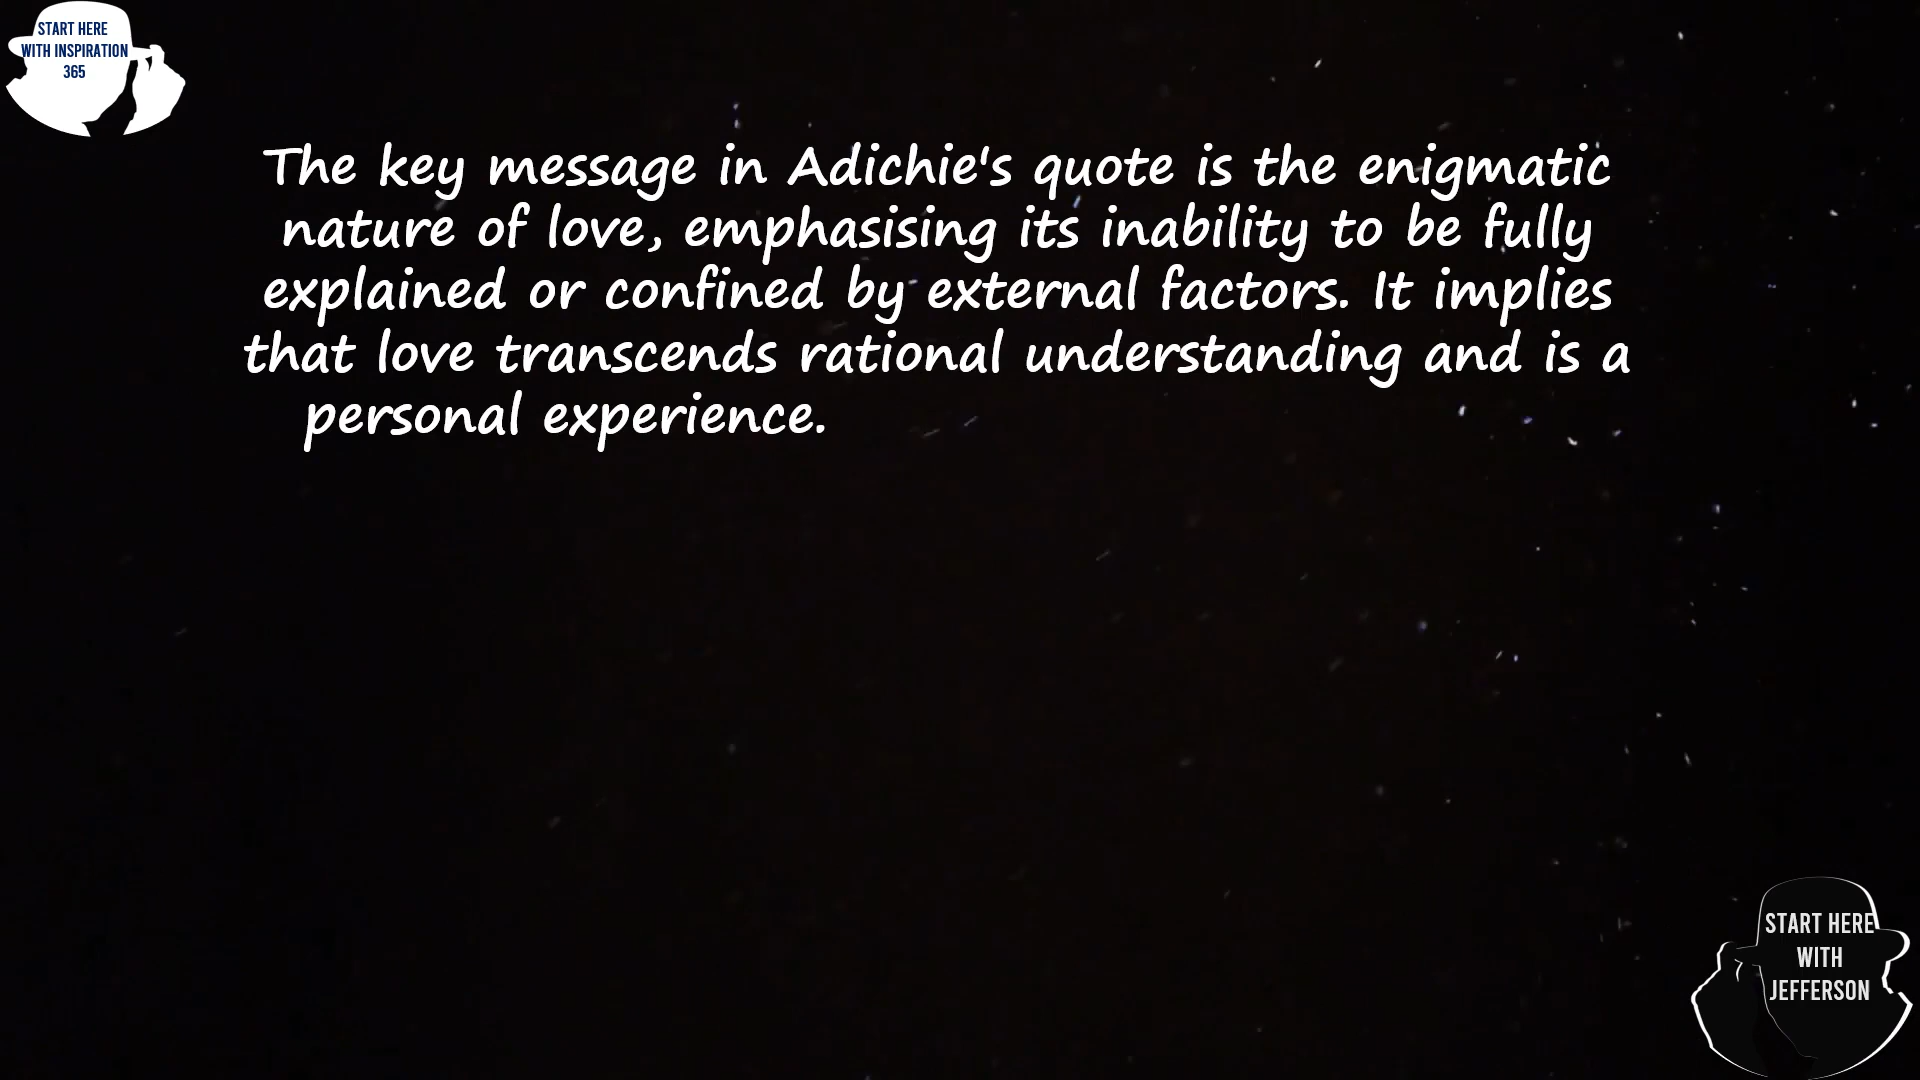 START HERE
WITH INSPIRATION
365
The key message in Adichie's quote is the enigmatic
nature of love, emphasising its inability to be fully
explained or confined by external factors. It implies
that love transcends rational understanding and is a
personal experience.
START HERE
WITH
JEFFERSON